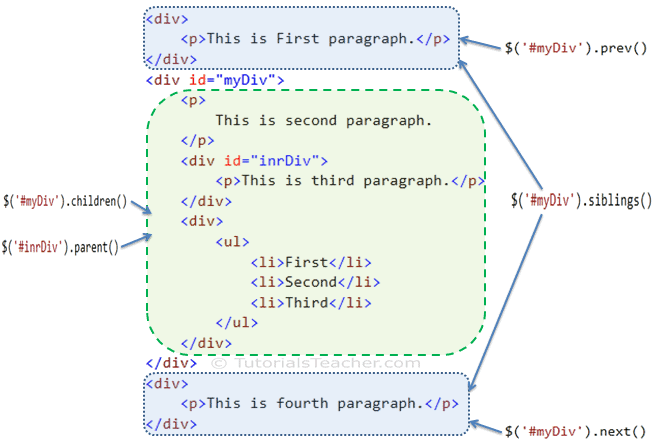 <div>
<p>This is First paragraph.</p>
$('#myDiv').prev()
</div>
<div id="myDiv">
<p>
This is second paragraph.
</p>
<div id="inrDiv">
<p>This is third paragraph.</p>
$('#myDiv').children()
$('#myDiv').siblings()
</div>
<div>
$('#inrDiv').parent()
<ul>
<li>First</li>
<li>Second</li>
<li>Third</li>
</ul>
</div>
</div>
© TutorialsTeacher.com
<div>
<p>This is fourth paragraph.</p>
</div>
$('#myDiv').next()